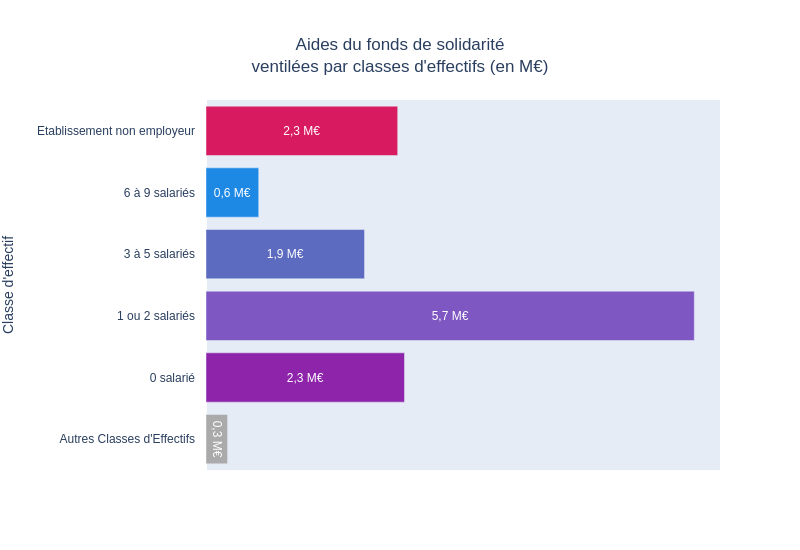 Aides du fonds de solidarité
ventilées par classes d'effectifs (en M€)
Classe d'effectif
Etablissement non employeur
2,3 M€
6 à 9 salariés
0,6 M€
3 à 5 salariés
1,9 M€
1 ou 2 salariés
5,7 M€
0 salarié
2,3 M€
Autres Classes d'Effectifs
0,3 M€